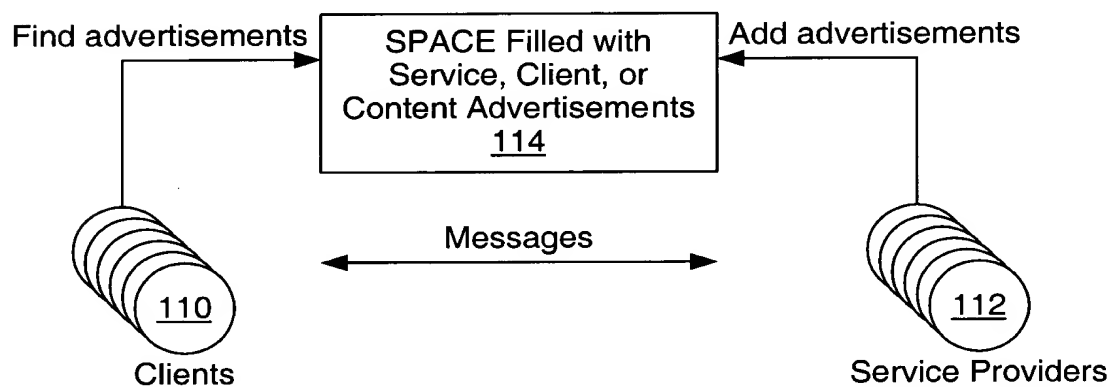 Find advertisements
SPACE Filled with
Service, Client, or
Content Advertisements
114
Add advertisements
Messages
110
Clients
112
Service Providers